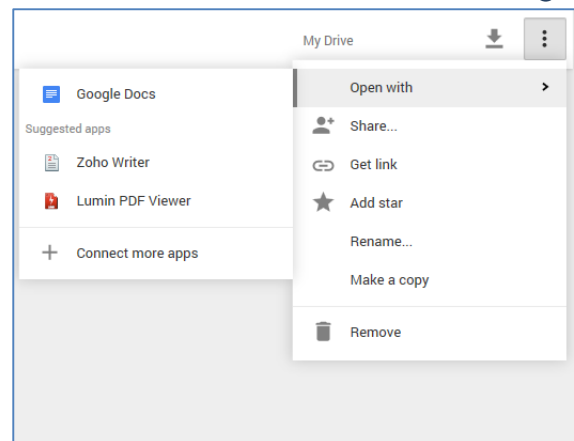 My Drive
Google Docs
Suggested apps
Zoho Writer
Lumin PDF Viewer
Connect more apps
Open with
Share...
Get link
Add star
Rename...
Make a copy
Remove